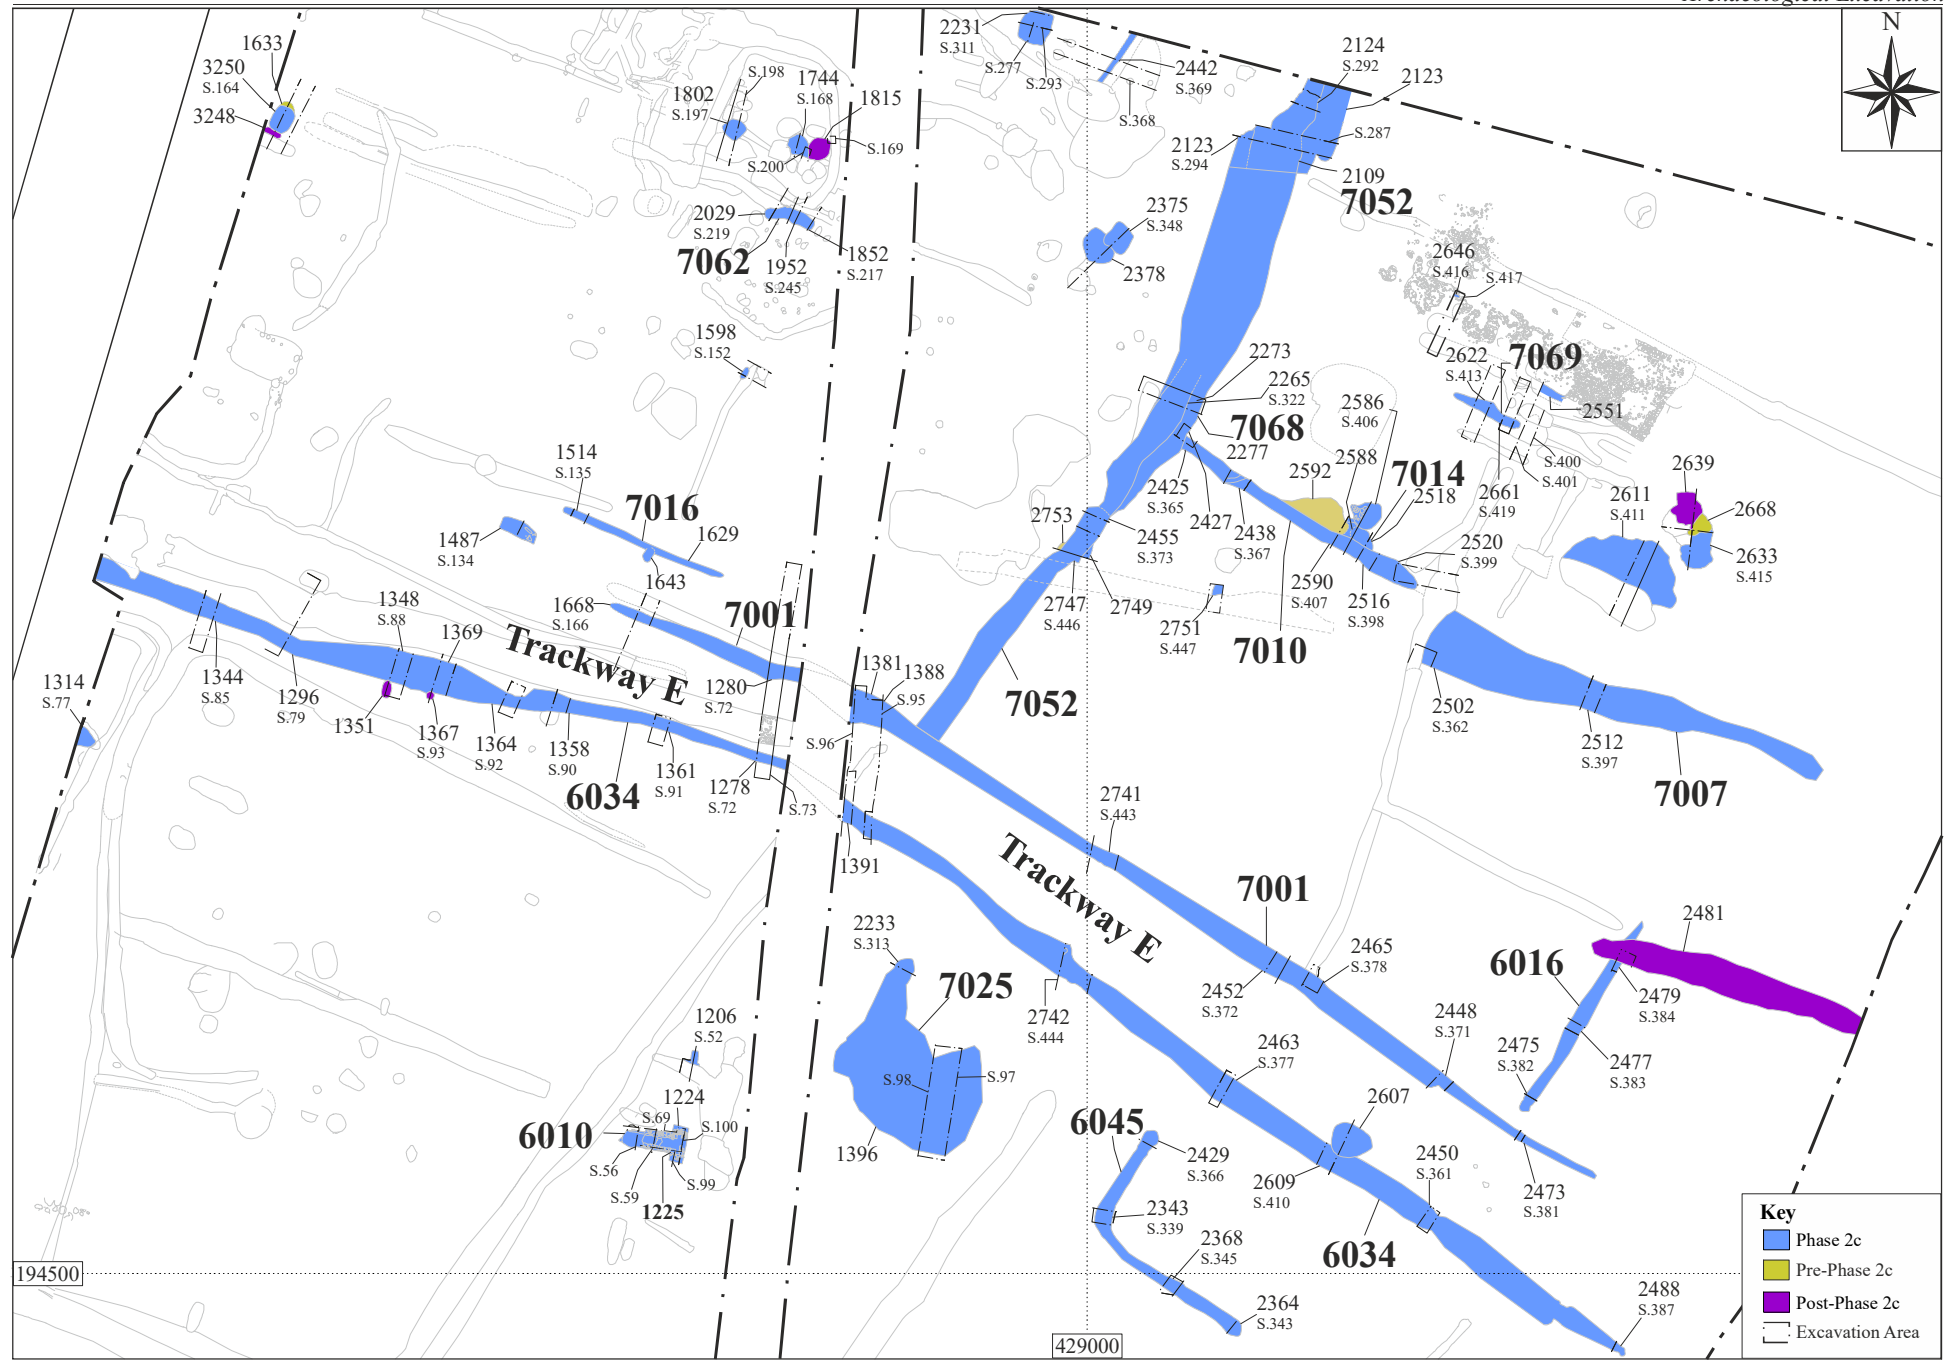 Archaeological Excavation
N
1633
3250
S.164
3248
S.198
1802
S.197
1744
S.168
1815
S.169
S.200
2029
S.219
7062
1952
S.245
1852
S.217
1598
S.152
2231
S.311
S.277
S.293
2442
S.369
S.368
2124
S.292
2123
S.287
2123
S.294
2109
7052
2375
S.348
2378
2646
S.416
S.417
2622
S.413
7069
2551
S.400
S.401
2661
S.419
2273
2265
S.322
7068
2277
2586
S.406
2588
2592
7014
2518
2425
S.365
2427
2438
S.367
2753
2455
S.373
2520
S.399
2590
S.407
2516
S.398
2747
S.446
2749
2751
S.447
7010
2639
2611
S.411
2668
2633
S.415
1514
S.135
7016
1629
1487
S.134
1643
1668
S.166
7001
1348
S.88
1369
Trackway E
1344
S.85
1296
S.79
1314
S.77
1351
1367
S.93
1364
S.92
1358
S.90
6034
1361
S.91
1280
S.72
1278
S.72
S.73
1381
1388
S.95
S.96
1391
7052
2502
S.362
2512
S.397
7007
2741
S.443
Trackway E
7001
2452
S.372
2465
S.378
2448
S.371
2481
6016
2479
S.384
2475
S.382
2477
S.383
2473
S.381
2233
S.313
7025
2742
S.444
2463
S.377
S.98
S.97
1396
1206
S.52
1224
S.69
S.100
6010
S.56
S.59
S.99
1225
6045
2429
S.366
2343
S.339
2368
S.345
2364
S.343
2607
2609
S.410
2450
S.361
6034
2488
S.387
194500
429000
Key
Phase 2c
Pre-Phase 2c
Post-Phase 2c
Excavation Area